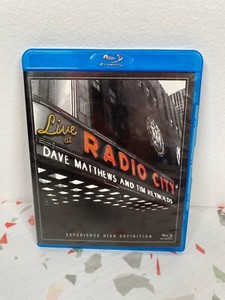 Live at
RADIO CITY
DAVE MATTHEWS AND TIM REYNOLDS
EXPERIENCE HIGH DEFINITION